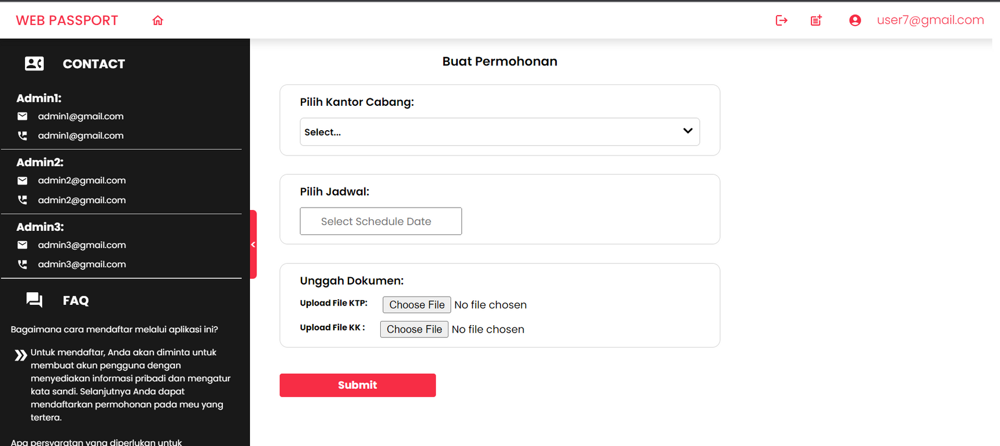 WEB PASSPORT
user7@gmail.com
CONTACT
Admin1:
admin1@gmail.com
admin1@gmail.com
Admin2:
admin2@gmail.com
admin2@gmail.com
Admin3:
admin3@gmail.com
admin3@gmail.com
FAQ
Bagaimana cara mendaftar melalui aplikasi ini?
Untuk mendaftar, Anda akan diminta untuk
membuat akun pengguna dengan
menyediakan informasi pribadi dan mengatur
kata sandi. Selanjutnya Anda dapat
mendaftarkan permohonan pada meu yang
tertera.
Apa persyaratan yang diperlukan untuk
Buat Permohonan
Pilih Kantor Cabang:
Select...
Pilih Jadwal:
Select Schedule Date
Unggah Dokumen:
Upload File KTP: Choose File No file chosen
Upload File KK : Choose File No file chosen
Submit